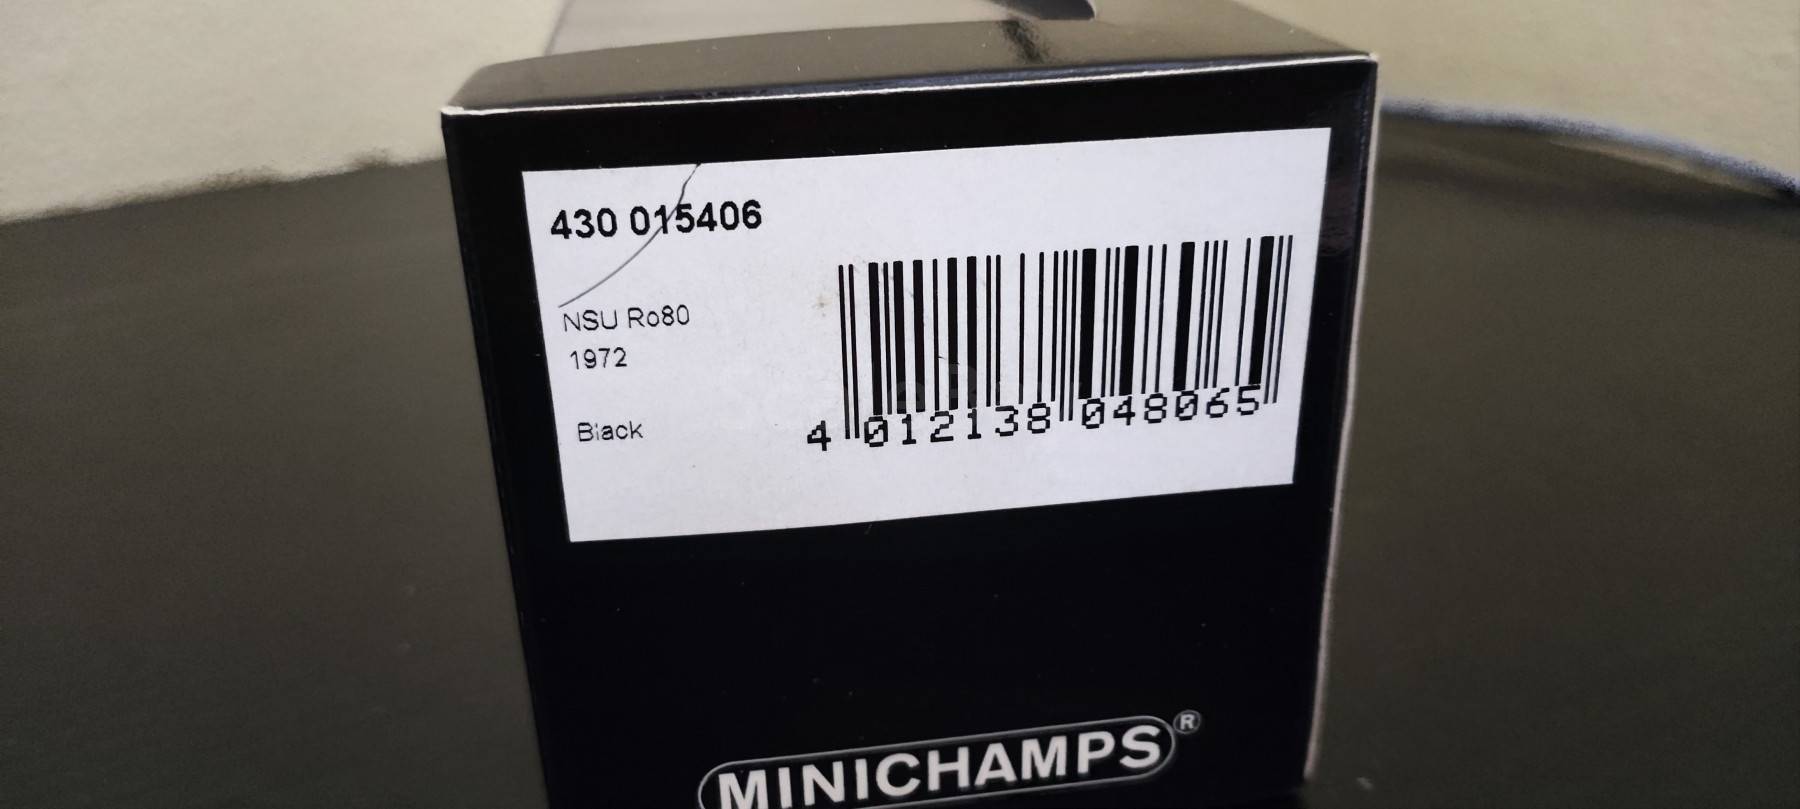 430 015406
NSU Ro80
1972
Black
4 012138 048065
MINICHAMPS®